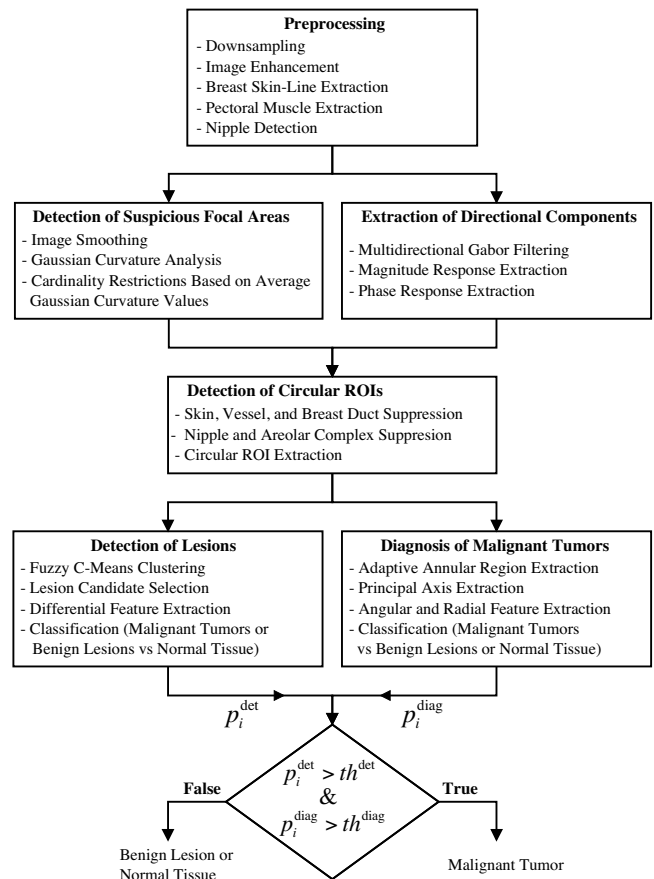 Preprocessing
- Downsampling
- Image Enhancement
- Breast Skin-Line Extraction
- Pectoral Muscle Extraction
- Nipple Detection
Detection of Suspicious Focal Areas
- Image Smoothing
- Gaussian Curvature Analysis
- Cardinality Restrictions Based on Average
Gaussian Curvature Values
Extraction of Directional Components
- Multidirectional Gabor Filtering
- Magnitude Response Extraction
- Phase Response Extraction
Detection of Circular ROIs
- Skin, Vessel, and Breast Duct Suppression
- Nipple and Areolar Complex Suppresion
- Circular ROI Extraction
Detection of Lesions
- Fuzzy C-Means Clustering
- Lesion Candidate Selection
- Differential Feature Extraction
- Classification (Malignant Tumors or
Benign Lesions vs Normal Tissue)
Diagnosis of Malignant Tumors
- Adaptive Annular Region Extraction
- Principal Axis Extraction
- Angular and Radial Feature Extraction
- Classification (Malignant Tumors
vs Benign Lesions or Normal Tissue)
p_i^det
p_i^diag
p_i^det > th^det
&
p_i^diag > th^diag
False
True
Benign Lesion or
Normal Tissue
Malignant Tumor